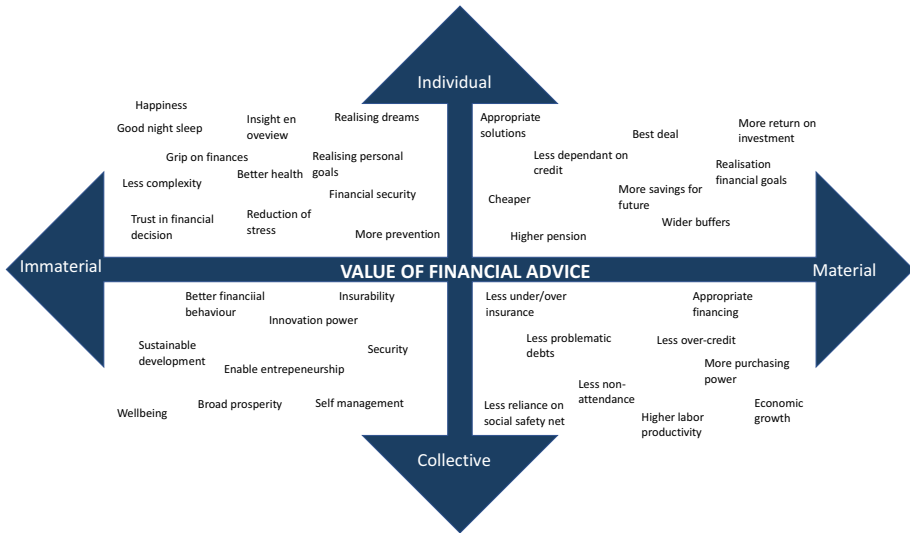 Individual
Happiness
Good night sleep
Insight en
oveview
Realising dreams
Grip on finances
Realising personal
goals
Less complexity
Better health
Financial security
Trust in financial
decision
Reduction of
stress
More prevention
Appropriate
solutions
Best deal
More return on
investment
Less dependant on
credit
Realisation
financial goals
Cheaper
More savings for
future
Wider buffers
Higher pension
Immaterial
VALUE OF FINANCIAL ADVICE
Material
Better financiial
behaviour
Insurability
Innovation power
Sustainable
development
Security
Enable entrepeneurship
Wellbeing
Broad prosperity
Self management
Less under/over
insurance
Appropriate
financing
Less problematic
debts
Less over-credit
More purchasing
power
Less non-
attendance
Less reliance on
social safety net
Higher labor
productivity
Economic
growth
Collective